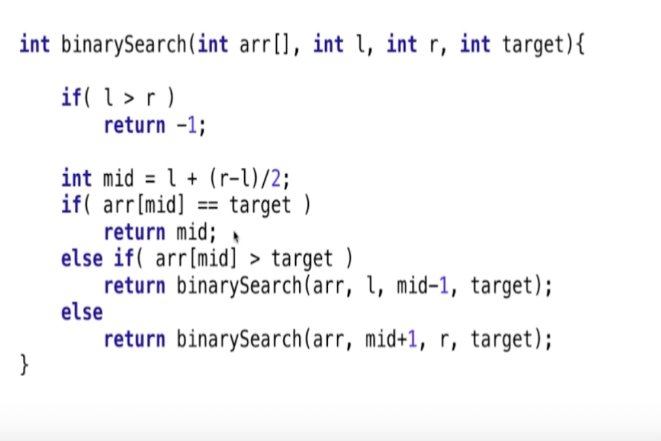 int binarySearch(int arr[], int l, int r, int target){
if( l > r )
return -1;
int mid = l + (r-l)/2;
if( arr[mid] == target )
return mid;
else if( arr[mid] > target )
return binarySearch(arr, l, mid-1, target);
else
return binarySearch(arr, mid+1, r, target);
}